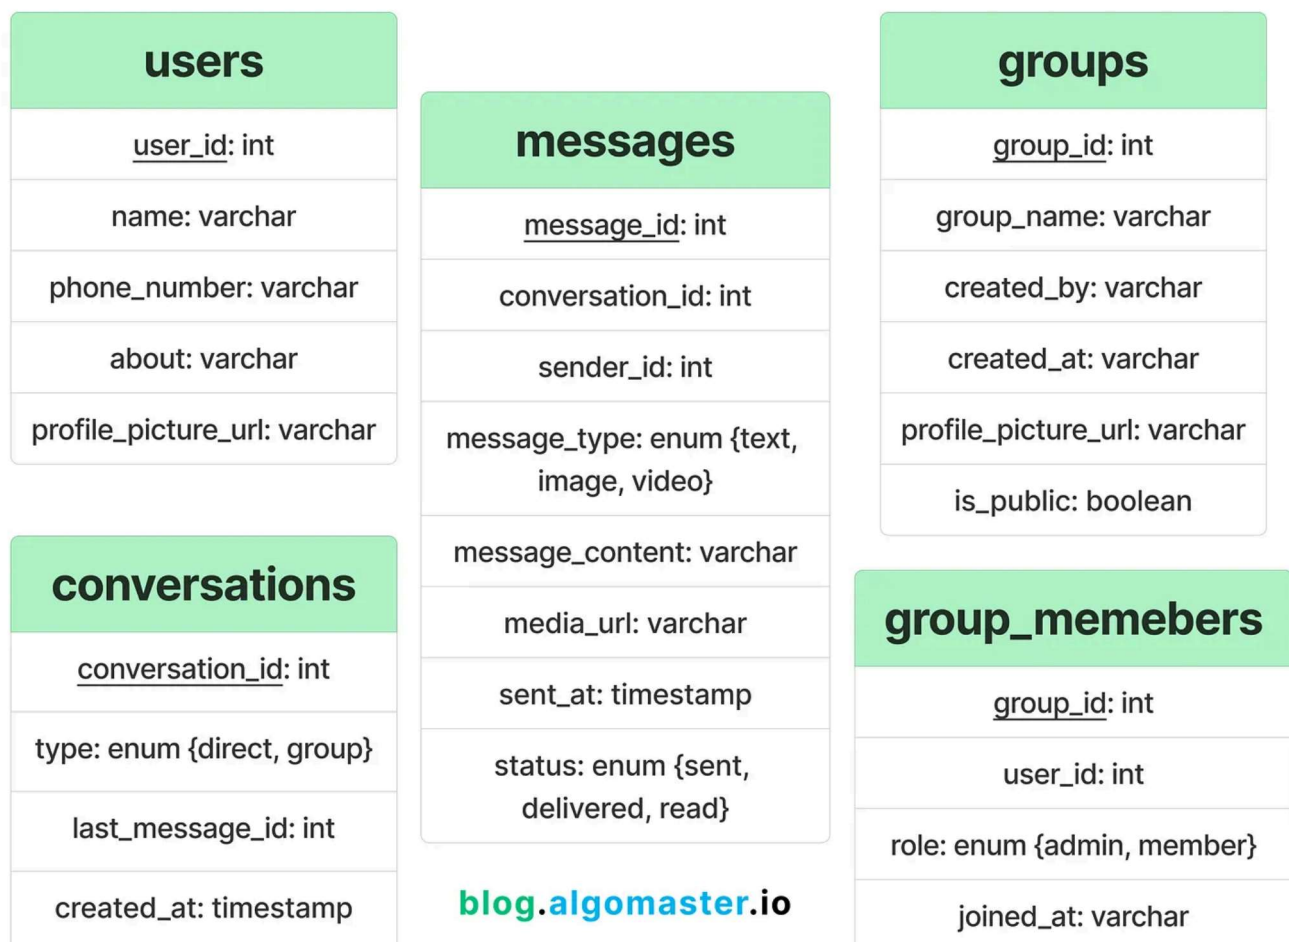 users
user_id: int
name: varchar
phone_number: varchar
about: varchar
profile_picture_url: varchar
conversations
conversation_id: int
type: enum {direct, group}
last_message_id: int
created_at: timestamp
messages
message_id: int
conversation_id: int
sender_id: int
message_type: enum {text,
image, video}
message_content: varchar
media_url: varchar
sent_at: timestamp
status: enum {sent,
delivered, read}
blog.algomaster.io
groups
group_id: int
group_name: varchar
created_by: varchar
created_at: varchar
profile_picture_url: varchar
is_public: boolean
group_memebers
group_id: int
user_id: int
role: enum {admin, member}
joined_at: varchar